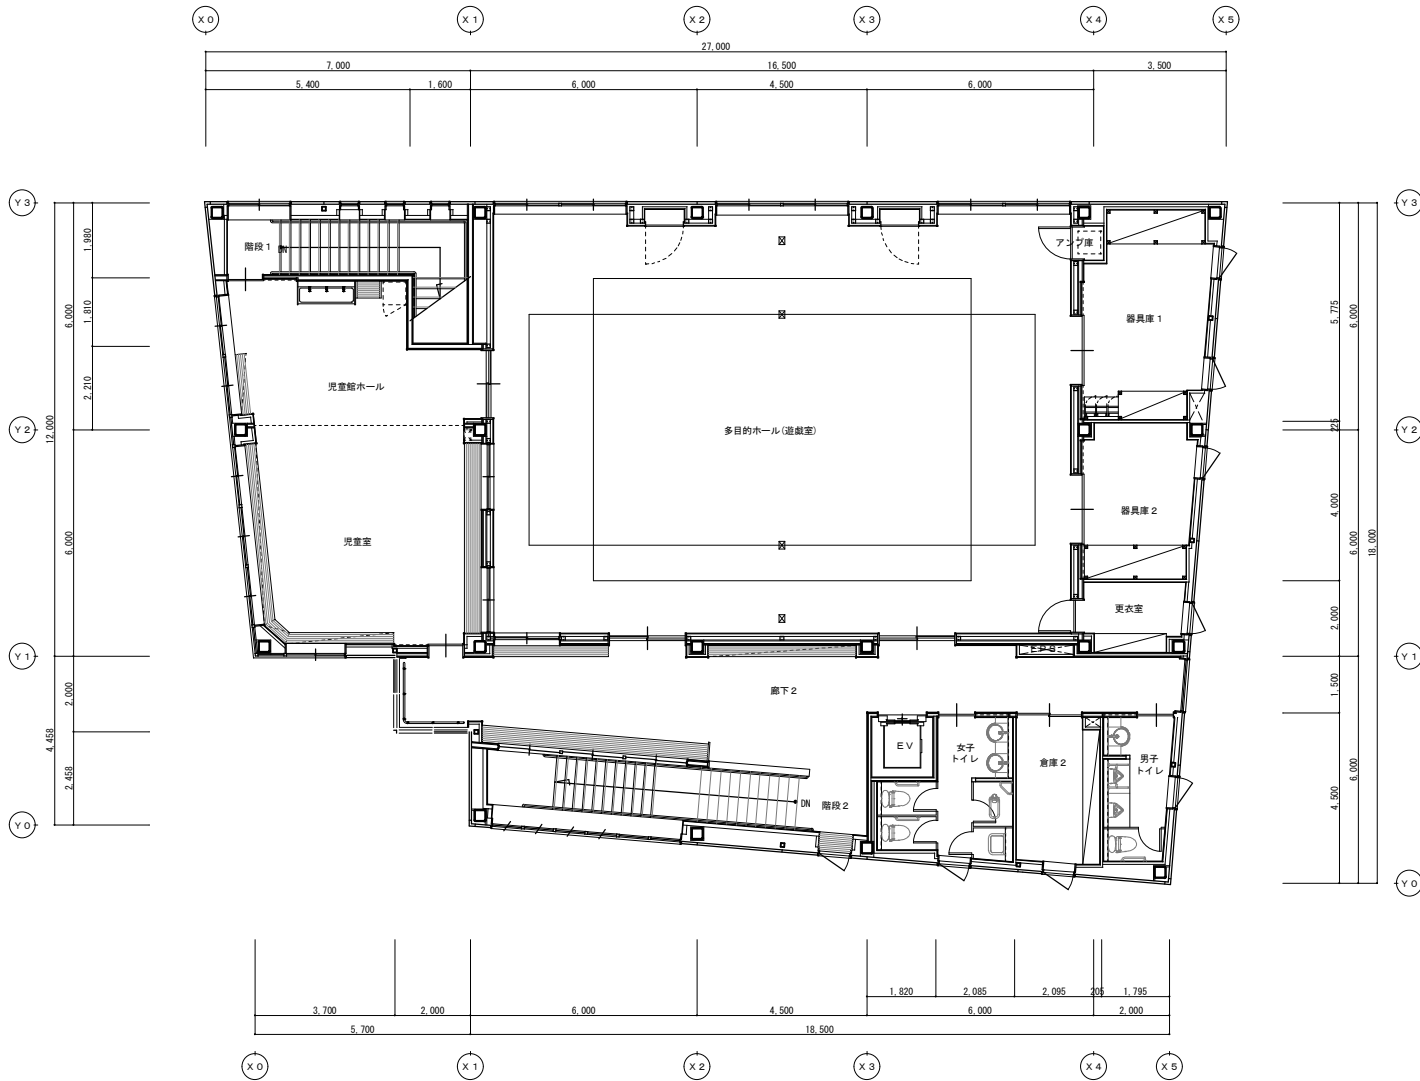 X0 X1 X2 X3 X4 X5
27,000
7,000 16,500 3,500
5,400 1,600 6,000 4,500 6,000
Y3 Y3
階段1 DN
アンプ庫
1,980
6,000
1,810
2,210
12,000
5,775
6,000
器具庫1
児童館ホール
Y2 Y2
225
多目的ホール(遊戯室)
児童室
器具庫2
6,000
4,000
6,000
18,000
更衣室
2,000
EPS
Y1 Y1
廊下2
2,000
4,458
2,458
1,500
4,500
6,000
EV
女子
トイレ
倉庫2
男子
トイレ
DN 階段2
Y0
Y0
1,820 2,085 2,095 205 1,795
3,700 2,000 6,000 4,500 6,000 2,000
5,700 18,500
X0 X1 X2 X3 X4 X5